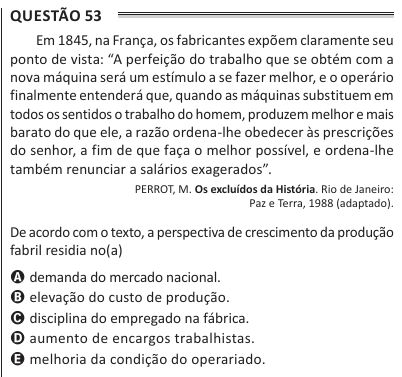 QUESTÃO 53
Em 1845, na França, os fabricantes expõem claramente seu
ponto de vista: “A perfeição do trabalho que se obtém com a
nova máquina será um estímulo a se fazer melhor, e o operário
finalmente entenderá que, quando as máquinas substituem em
todos os sentidos o trabalho do homem, produzem melhor e mais
barato do que ele, a razão ordena-lhe obedecer às prescrições
do senhor, a fim de que faça o melhor possível, e ordena-lhe
também renunciar a salários exagerados”.
PERROT, M. Os excluídos da História. Rio de Janeiro:
Paz e Terra, 1988 (adaptado).
De acordo com o texto, a perspectiva de crescimento da produção
fabril residia no(a)
A demanda do mercado nacional.
B elevação do custo de produção.
C disciplina do empregado na fábrica.
D aumento de encargos trabalhistas.
E melhoria da condição do operariado.